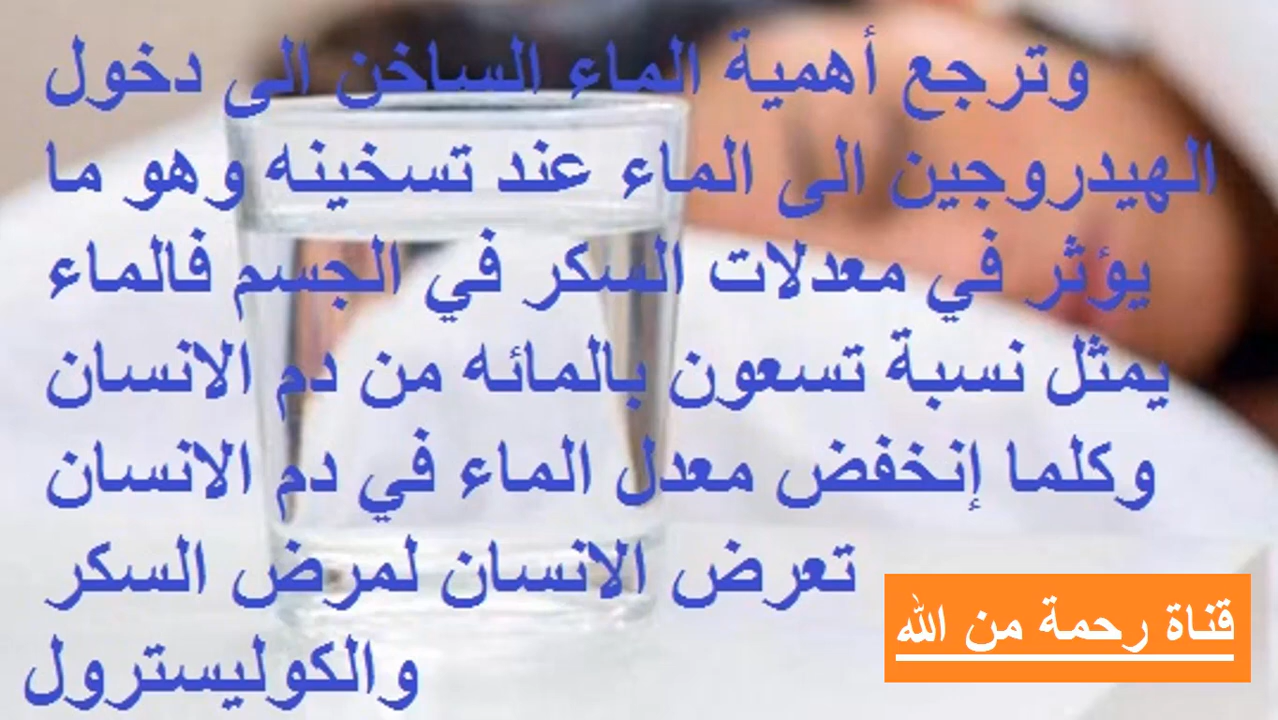 وترجع أهمية الماء الساخن الى دخول
الهيدروجين الى الماء عند تسخينه وهو ما
يؤثر في معدلات السكر في الجسم فالماء
يمثل نسبة تسعون بالمائه من دم الانسان
وكلما إنخفض معدل الماء في دم الانسان
تعرض الانسان لمرض السكر
والكوليسترول
قناة رحمة من الله